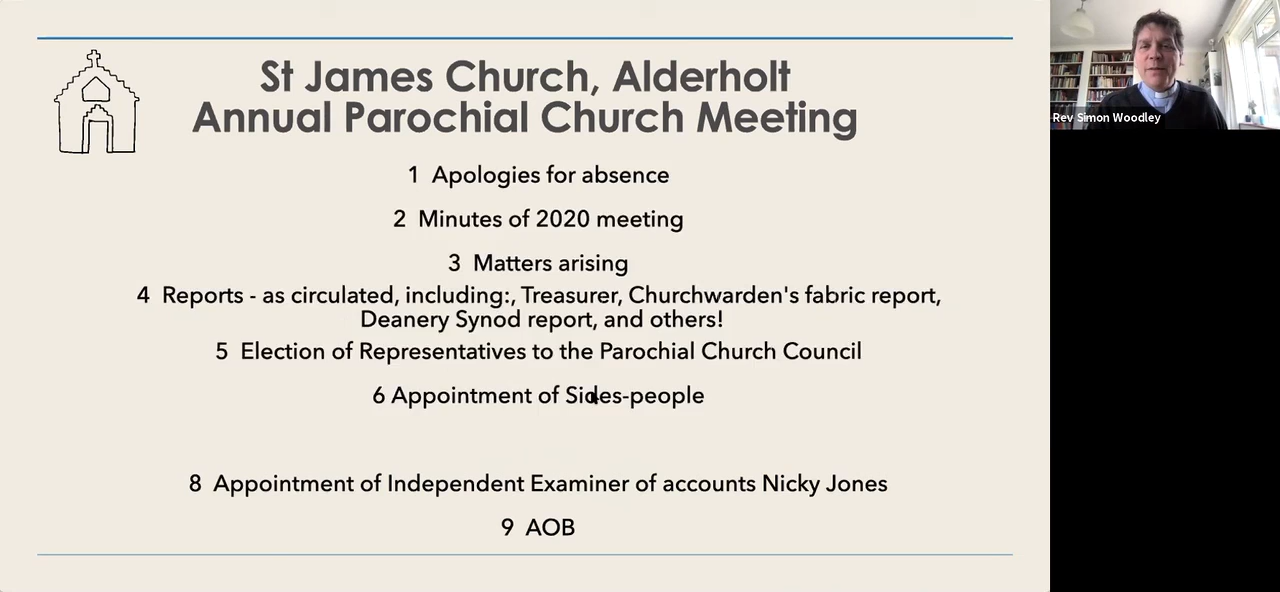 St James Church, Alderholt
Annual Parochial Church Meeting
1 Apologies for absence
2 Minutes of 2020 meeting
3 Matters arising
4 Reports - as circulated, including:, Treasurer, Churchwarden's fabric report,
Deanery Synod report, and others!
5 Election of Representatives to the Parochial Church Council
6 Appointment of Sides-people
8 Appointment of Independent Examiner of accounts Nicky Jones
9 AOB
Rev Simon Woodley